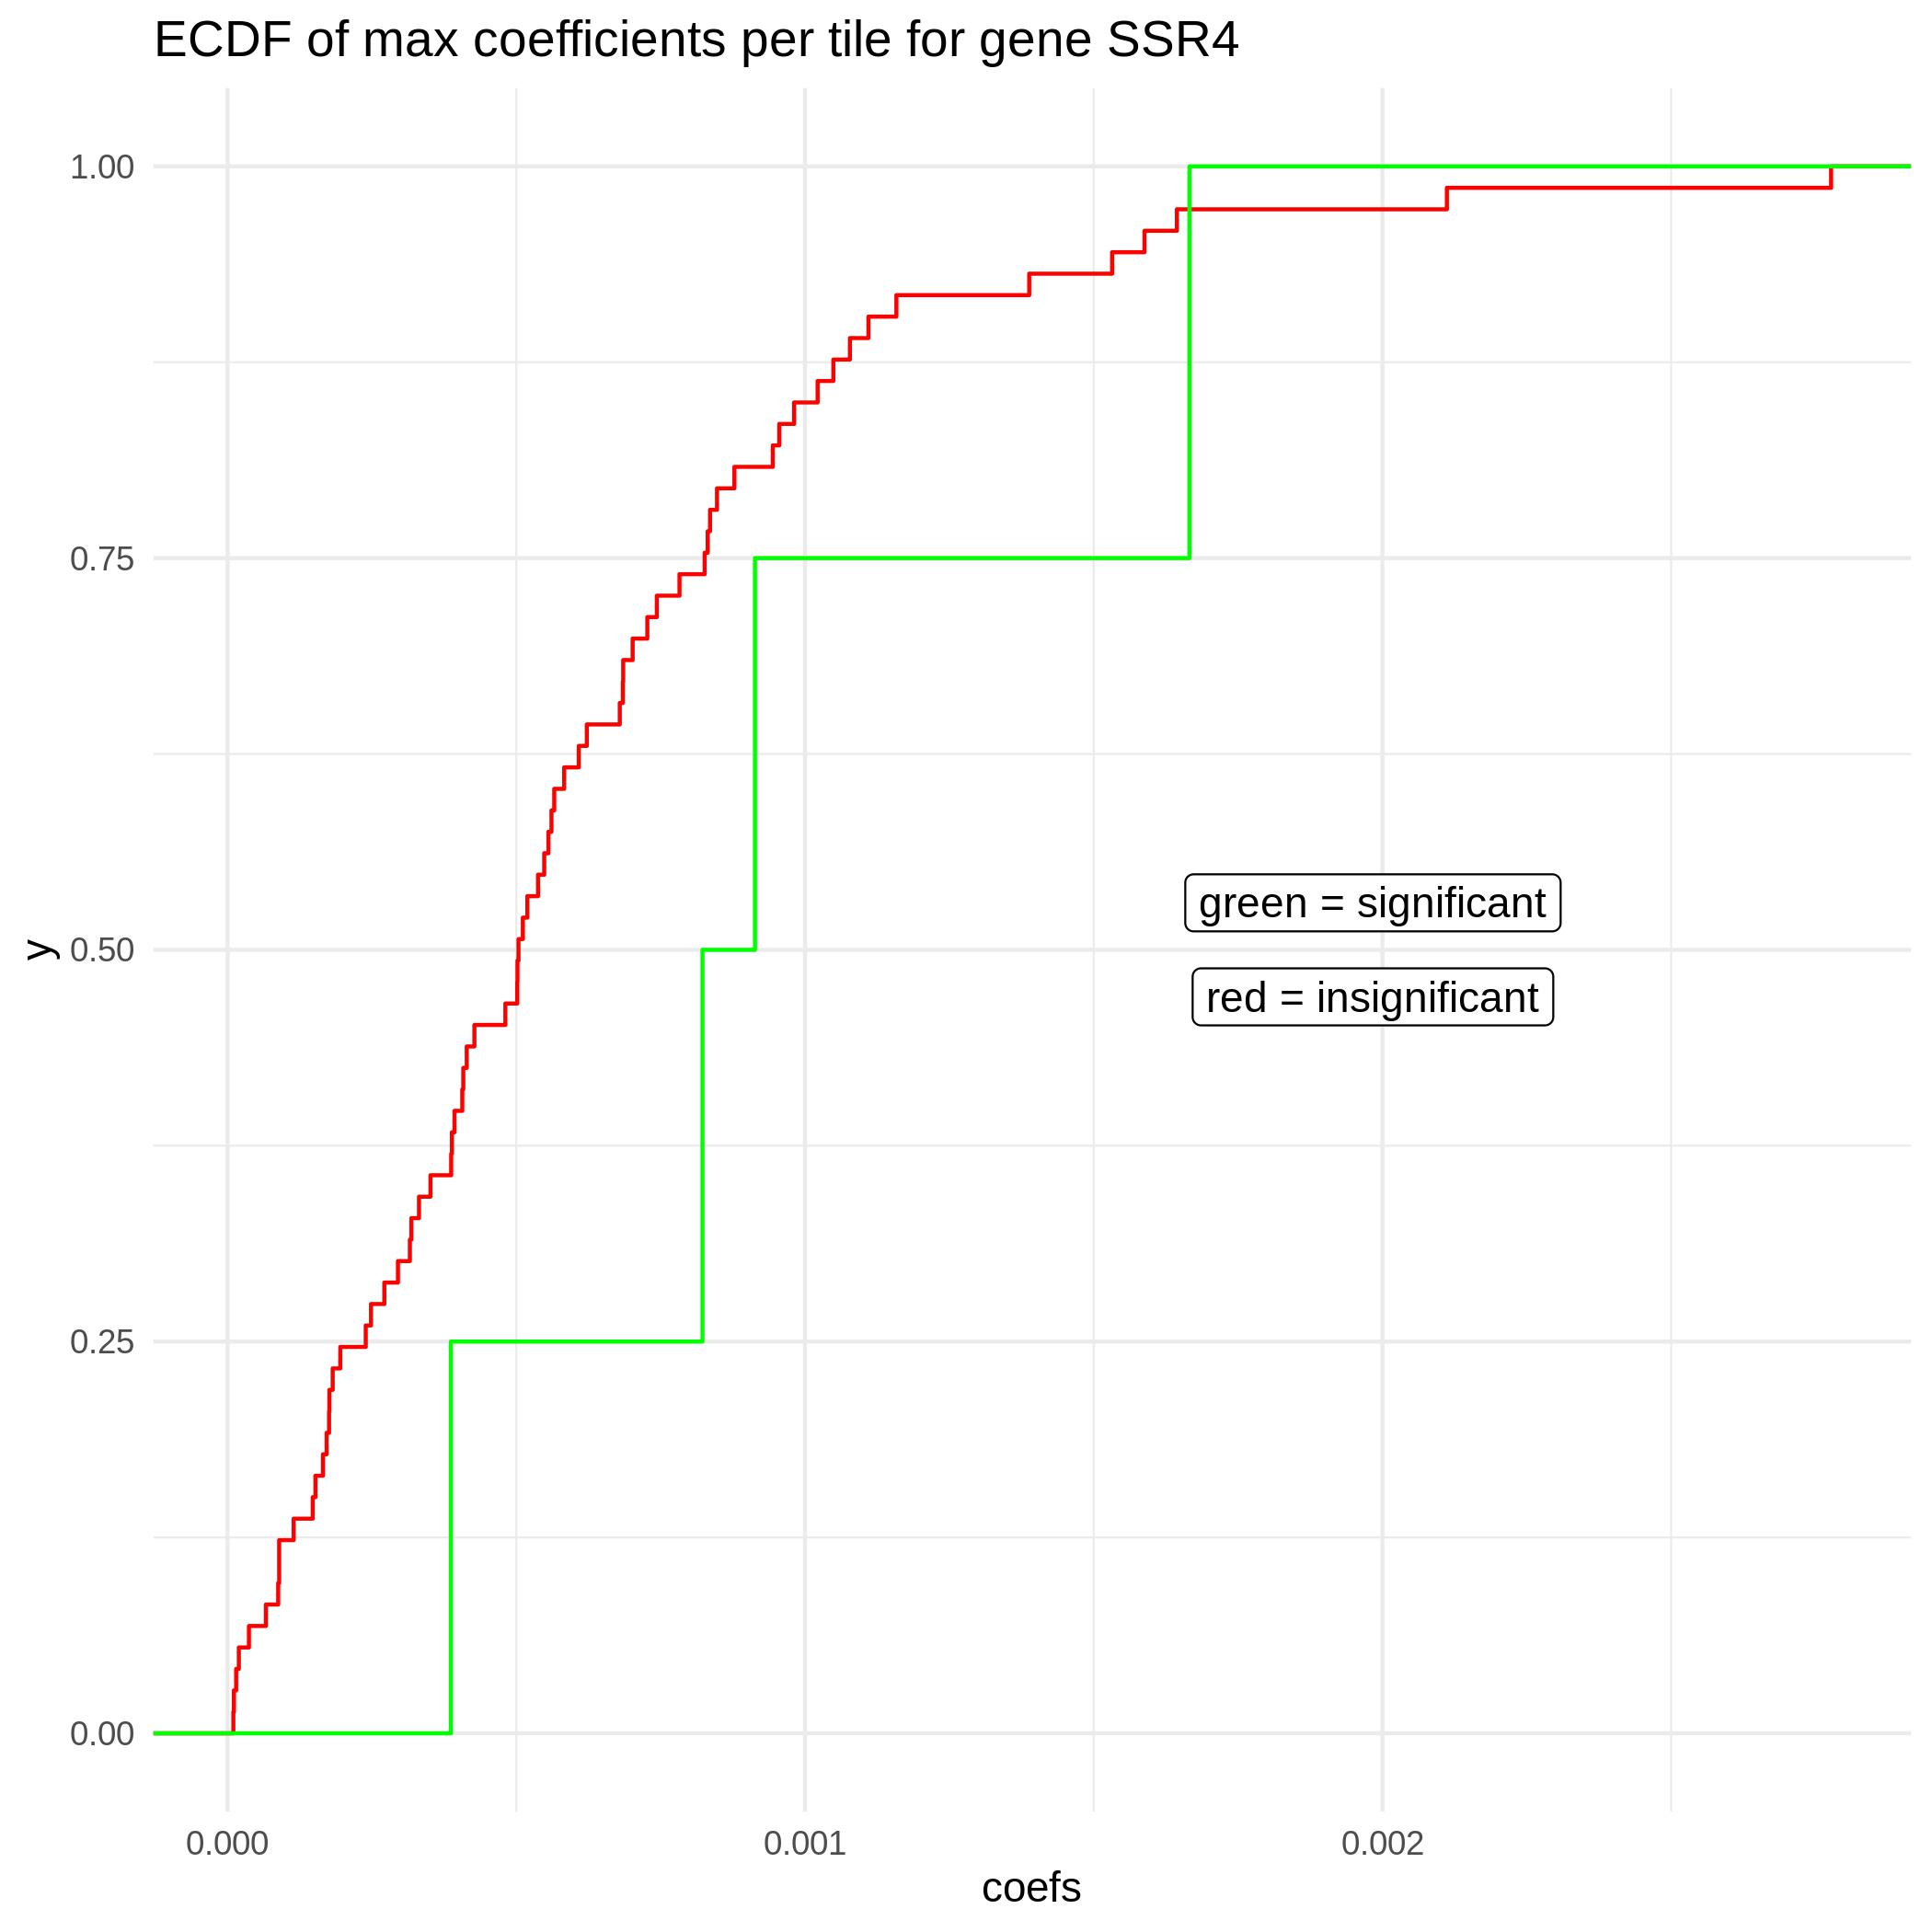 ECDF of max coefficients per tile for gene SSR4
1.00
0.75
0.50
0.25
0.00
y
green = significant
red = insignificant
0.000
0.001
0.002
coefs